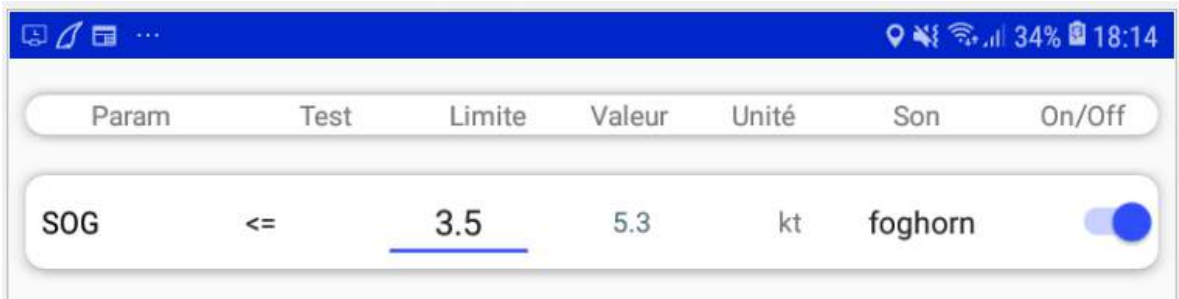 34% 18:14
Param Test Limite Valeur Unité Son On/Off
SOG <= 3.5 5.3 kt foghorn